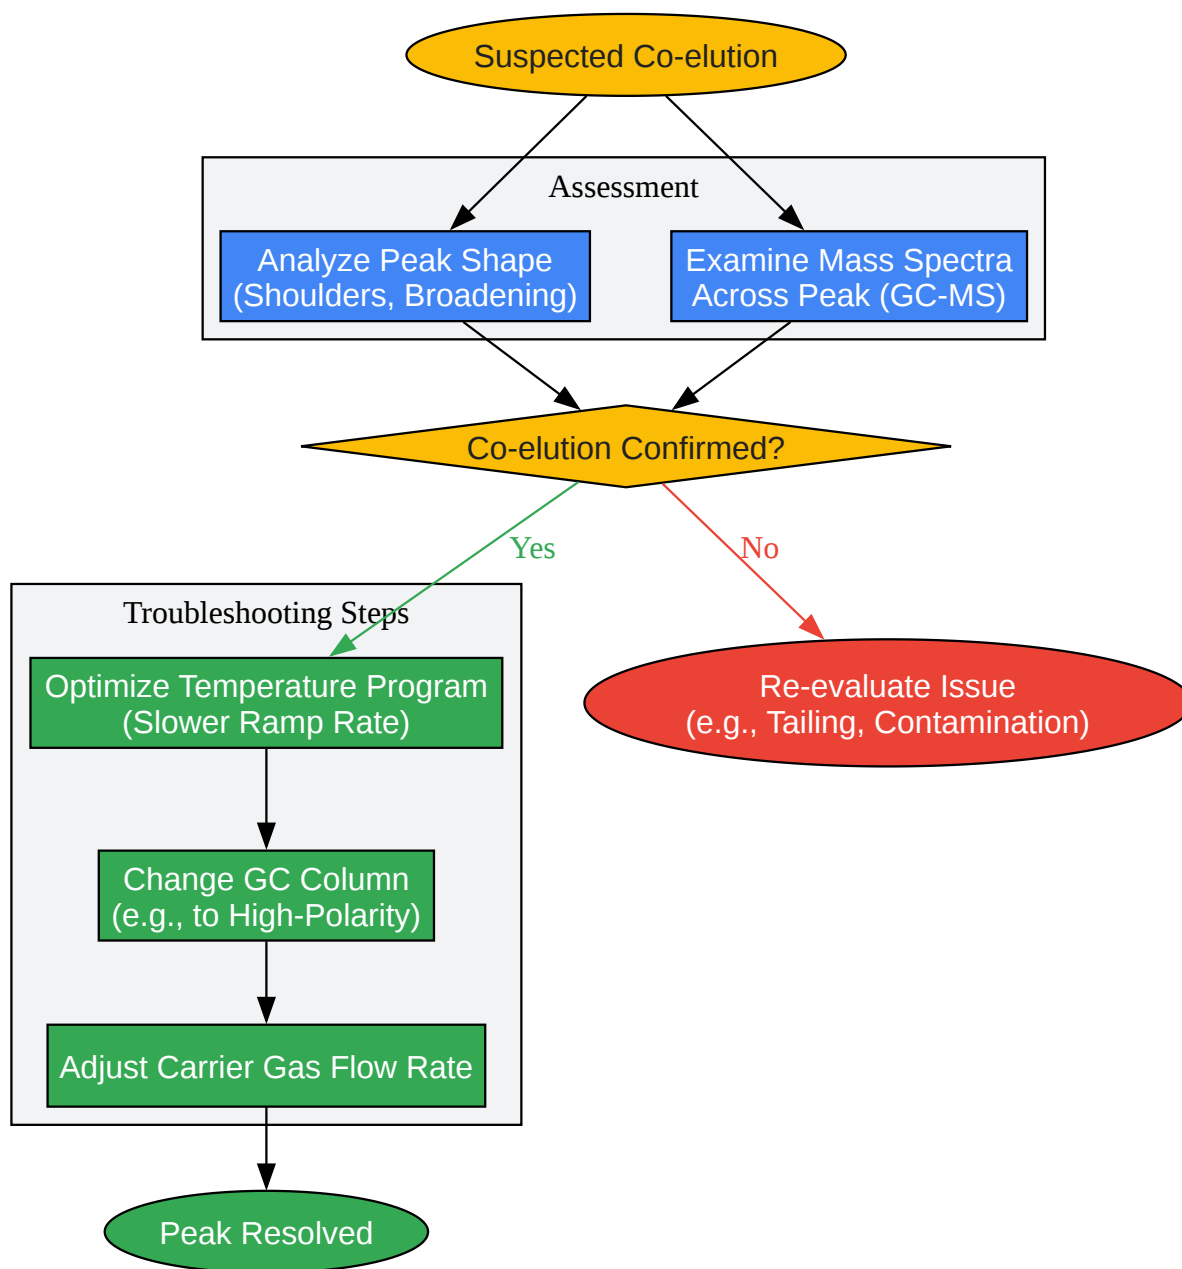 Suspected Co-elution
Assessment
Analyze Peak Shape
(Shoulders, Broadening)
Examine Mass Spectra
Across Peak (GC-MS)
Co-elution Confirmed?
Yes
No
Troubleshooting Steps
Optimize Temperature Program
(Slower Ramp Rate)
Re-evaluate Issue
(e.g., Tailing, Contamination)
Change GC Column
(e.g., to High-Polarity)
Adjust Carrier Gas Flow Rate
Peak Resolved